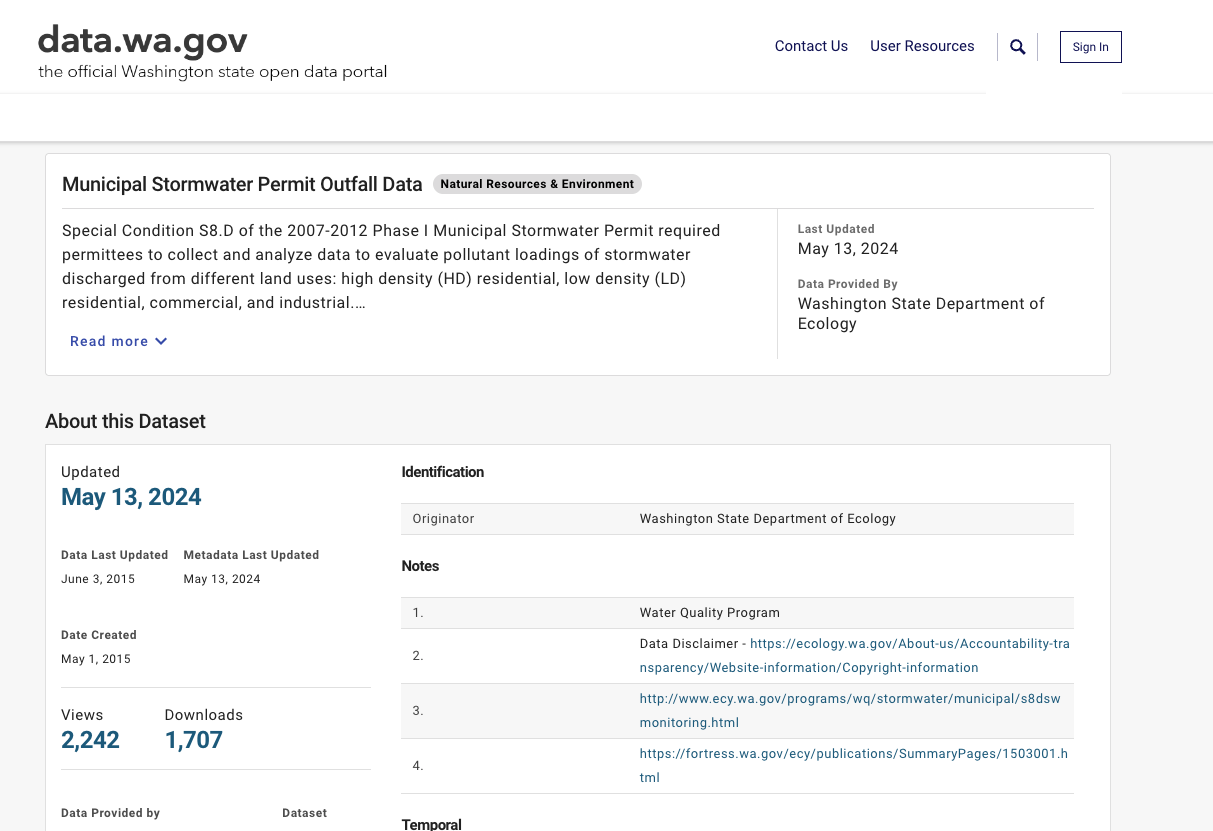 data.wa.gov
the official Washington state open data portal
Contact Us
User Resources
Sign In
Municipal Stormwater Permit Outfall Data
Natural Resources & Environment
Special Condition S8.D of the 2007-2012 Phase I Municipal Stormwater Permit required
permittees to collect and analyze data to evaluate pollutant loadings of stormwater
discharged from different land uses: high density (HD) residential, low density (LD)
residential, commercial, and industrial.…
Read more
Last Updated
May 13, 2024
Data Provided By
Washington State Department of
Ecology
About this Dataset
Updated
May 13, 2024
Data Last Updated
Metadata Last Updated
June 3, 2015
May 13, 2024
Date Created
May 1, 2015
Views
Downloads
2,242
1,707
Data Provided by
Dataset
Identification
Originator
Washington State Department of Ecology
Notes
1.
Water Quality Program
2.
Data Disclaimer - https://ecology.wa.gov/About-us/Accountability-tra
nsparency/Website-information/Copyright-information
3.
http://www.ecy.wa.gov/programs/wq/stormwater/municipal/s8dsw
monitoring.html
4.
https://fortress.wa.gov/ecy/publications/SummaryPages/1503001.h
tml
Temporal